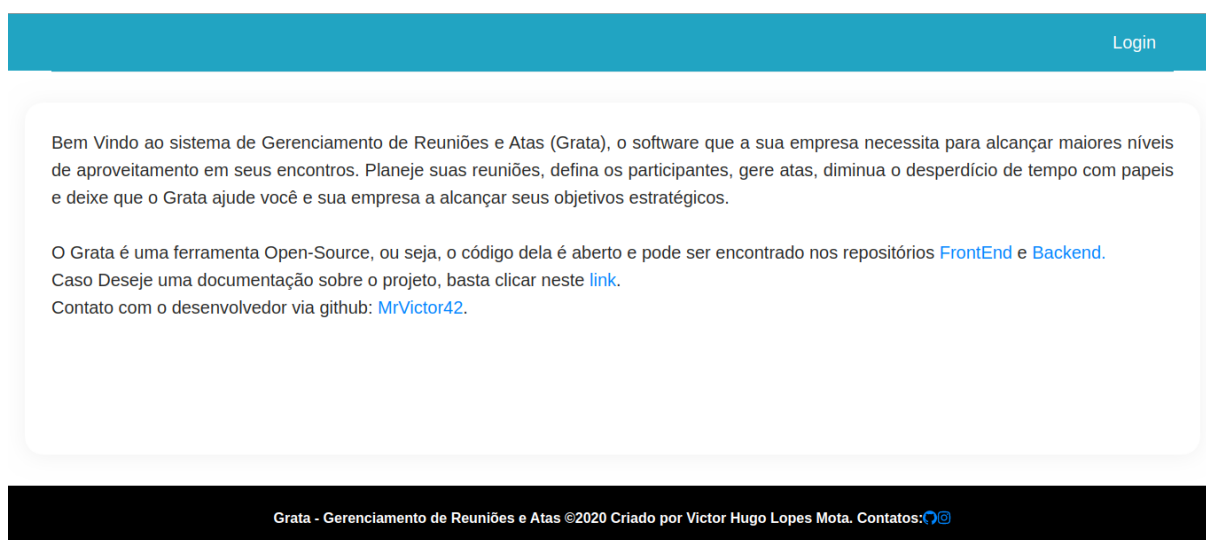 Login
Bem Vindo ao sistema de Gerenciamento de Reuniões e Atas (Grata), o software que a sua empresa necessita para alcançar maiores níveis
de aproveitamento em seus encontros. Planeje suas reuniões, defina os participantes, gere atas, diminua o desperdício de tempo com papeis
e deixe que o Grata ajude você e sua empresa a alcançar seus objetivos estratégicos.
O Grata é uma ferramenta Open-Source, ou seja, o código dela é aberto e pode ser encontrado nos repositórios FrontEnd e Backend.
Caso Deseje uma documentação sobre o projeto, basta clicar neste link.
Contato com o desenvolvedor via github: MrVictor42.
Grata - Gerenciamento de Reuniões e Atas ©2020 Criado por Victor Hugo Lopes Mota. Contatos: